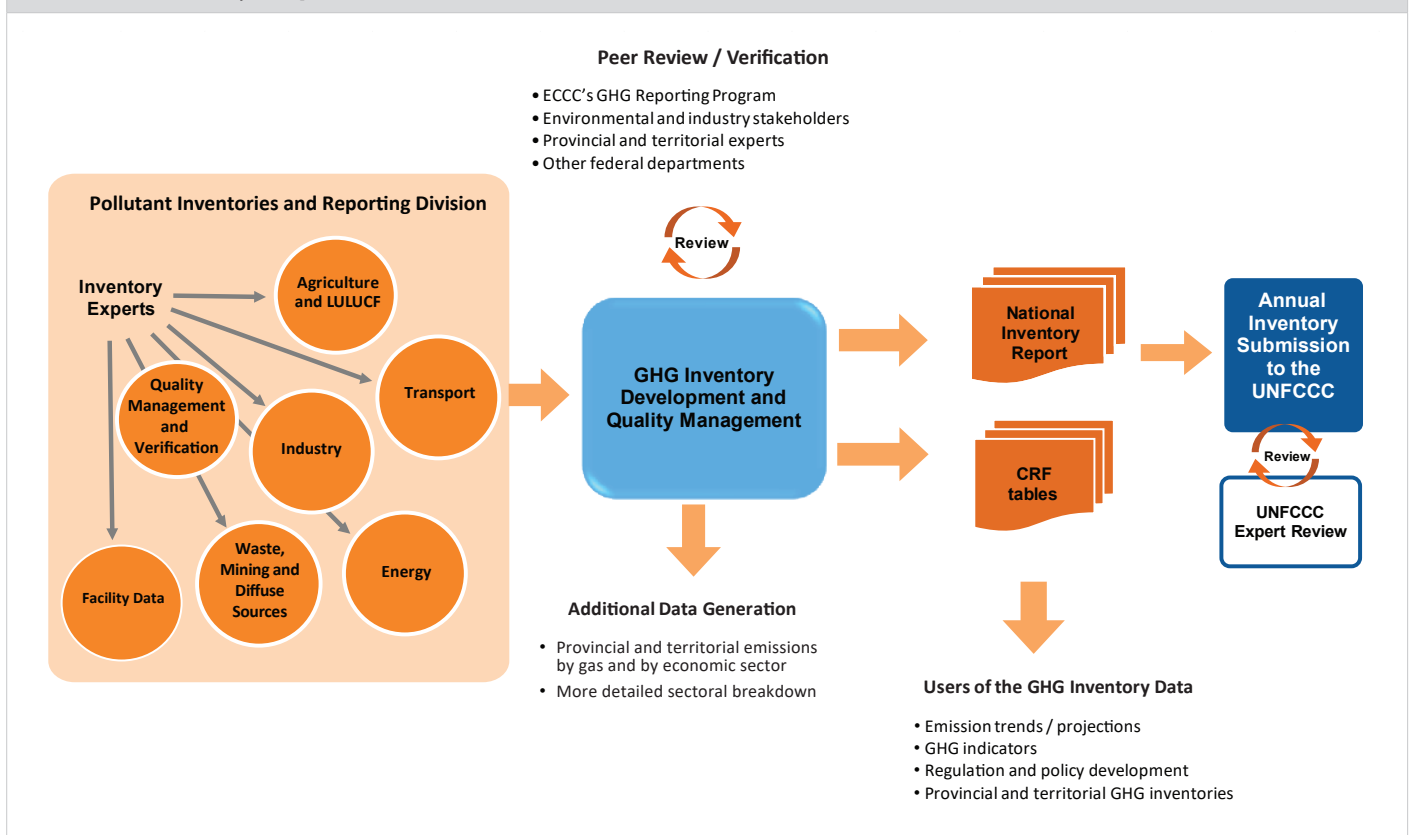 Peer Review / Verification
• ECCC's GHG Reporting Program
• Environmental and industry stakeholders
• Provincial and territorial experts
• Other federal departments
Pollutant Inventories and Reporting Division
Inventory
Experts
Agriculture
and LULUCF
Transport
Quality
Management
and
Verification
Industry
Facility Data
Waste,
Mining and
Diffuse
Sources
Energy
Review
GHG Inventory
Development and
Quality Management
National
Inventory
Report
CRF
tables
Annual
Inventory
Submission
to the
UNFCCC
Review
UNFCCC
Expert Review
Additional Data Generation
• Provincial and territorial emissions
by gas and by economic sector
• More detailed sectoral breakdown
Users of the GHG Inventory Data
• Emission trends / projections
• GHG indicators
• Regulation and policy development
• Provincial and territorial GHG inventories